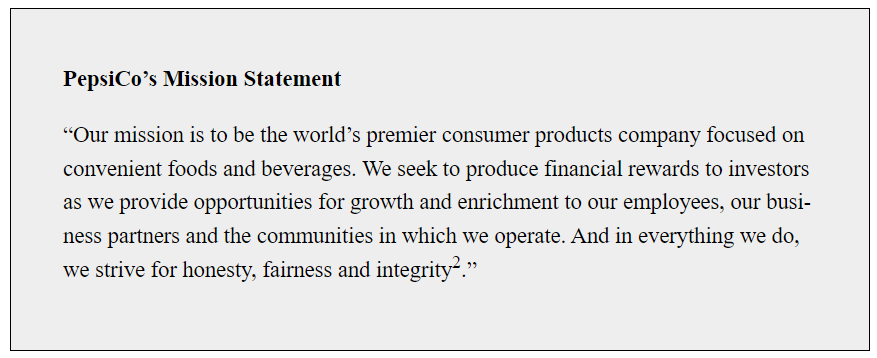 PepsiCo’s Mission Statement
“Our mission is to be the world’s premier consumer products company focused on
convenient foods and beverages. We seek to produce financial rewards to investors
as we provide opportunities for growth and enrichment to our employees, our busi-
ness partners and the communities in which we operate. And in everything we do,
we strive for honesty, fairness and integrity².”